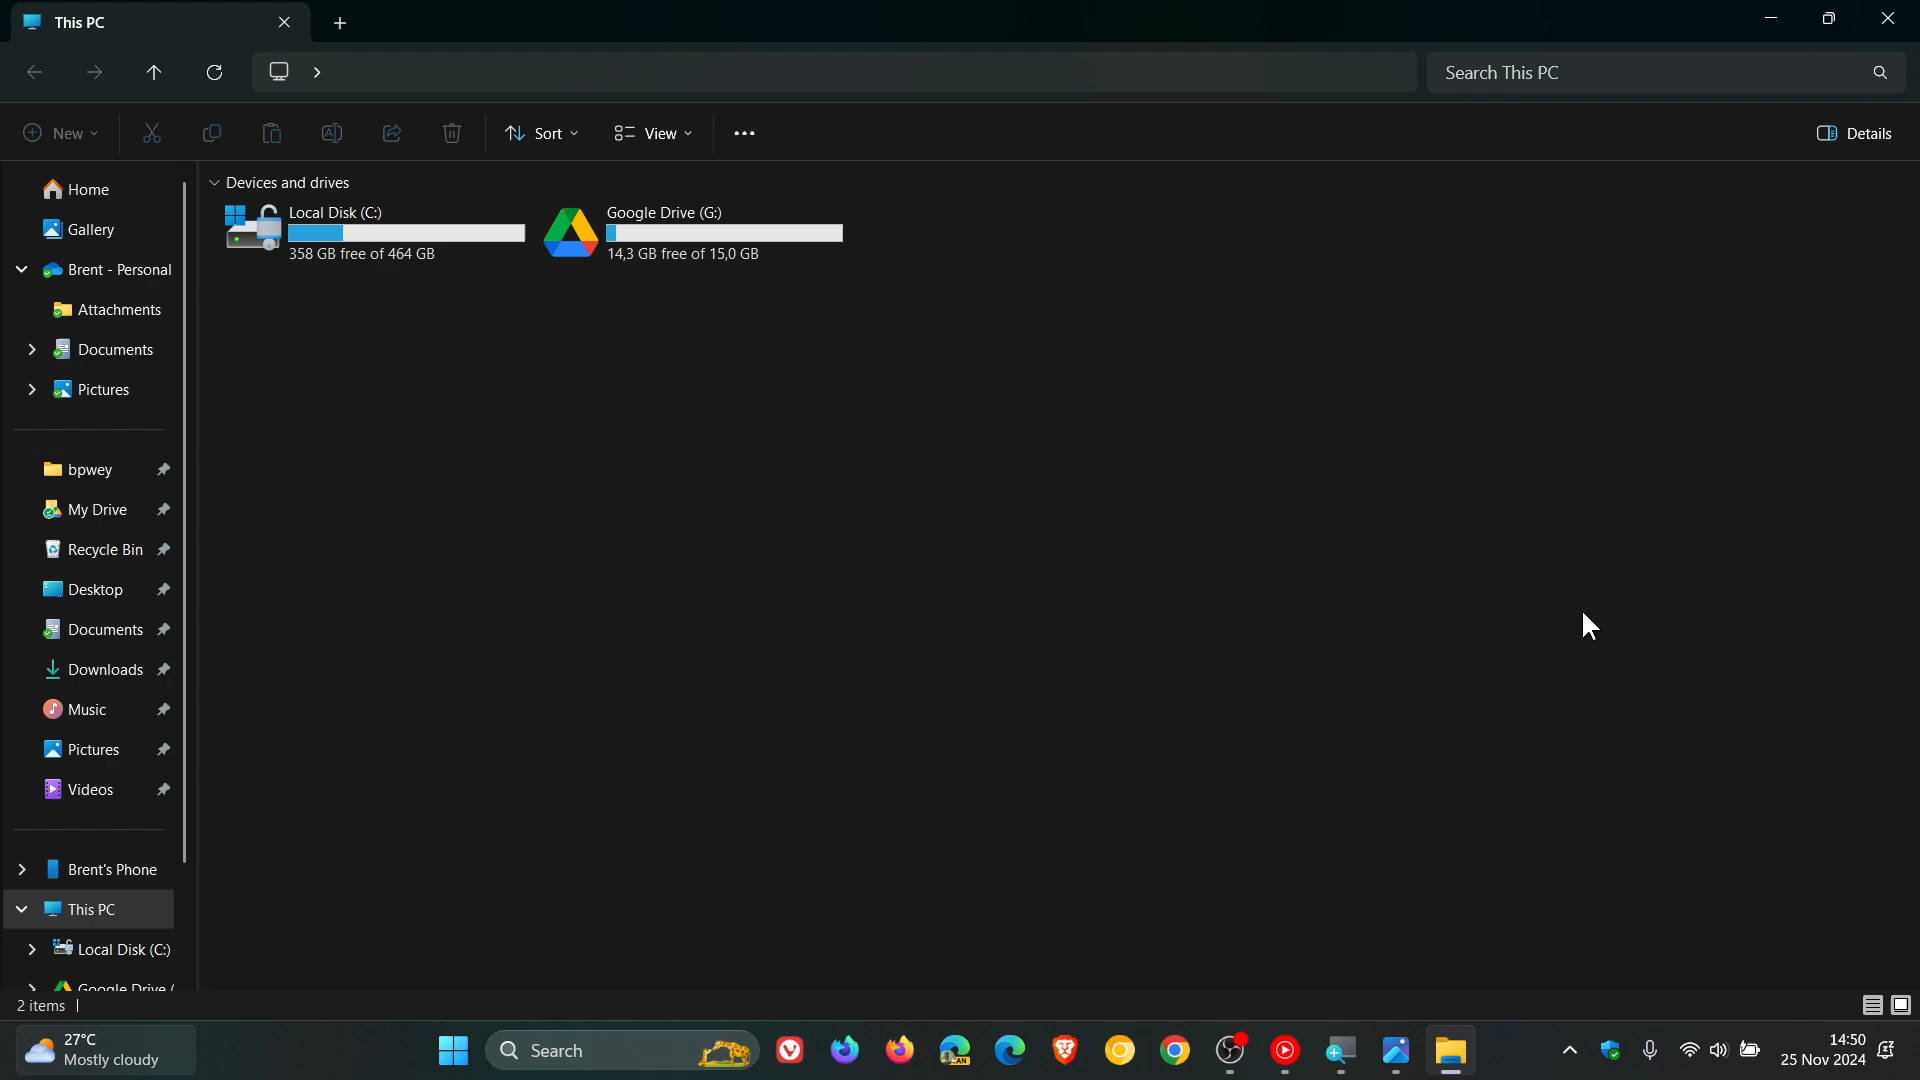 This PC
Search This PC
New
Sort
View
Details
Home
Gallery
Brent - Personal
Attachments
Documents
Pictures
bpwey
My Drive
Recycle Bin
Desktop
Documents
Downloads
Music
Pictures
Videos
Brent's Phone
This PC
Local Disk (C:)
Google Drive (
Devices and drives
Local Disk (C:)
358 GB free of 464 GB
Google Drive (G:)
14,3 GB free of 15,0 GB
2 items
27°C
Mostly cloudy
Search
CAN
14:50
25 Nov 2024